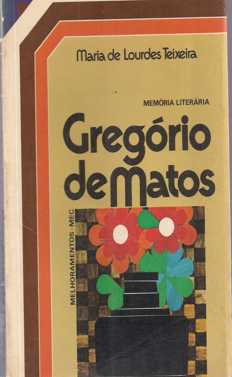 Maria de Lourdes Teixeira
MEMÓRIA LITERÁRIA
Gregório
de Matos
MELHORAMENTOS-MEC